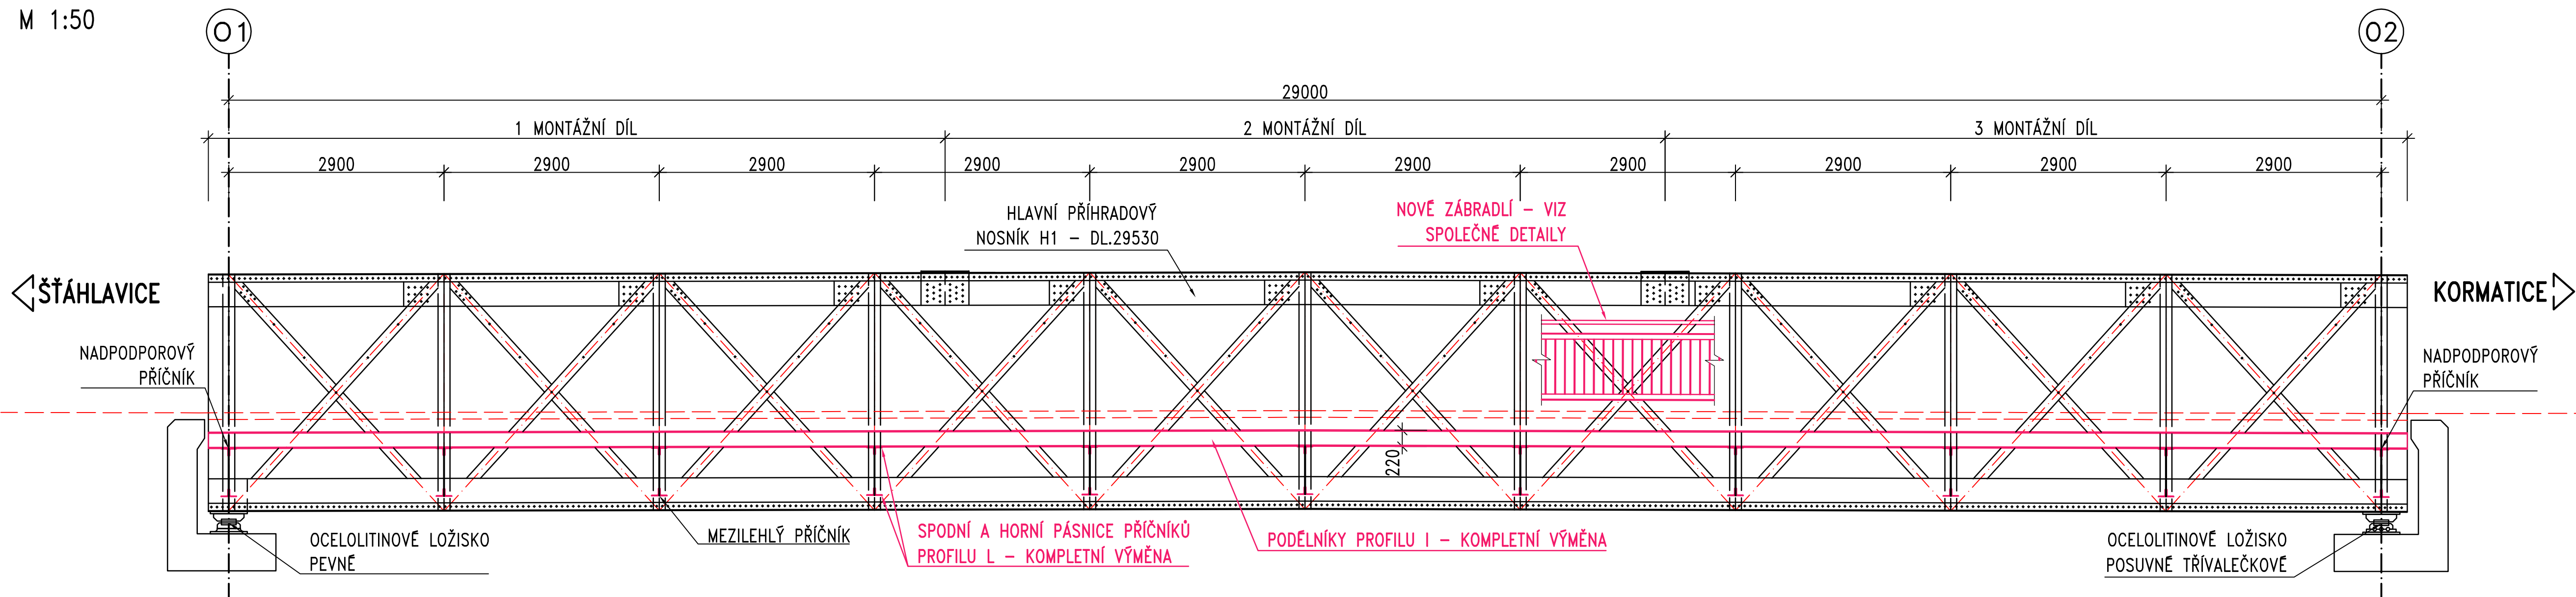 M 1:50
O1
O2
29000
1 MONTÁŽNÍ DÍL
2 MONTÁŽNÍ DÍL
3 MONTÁŽNÍ DÍL
2900
2900
2900
2900
2900
2900
2900
2900
2900
2900
HLAVNÍ PŘÍHRADOVÝ
NOSNÍK H1 – DL.29530
NOVÉ ZÁBRADLÍ – VIZ
SPOLEČNÉ DETAILY
ŠŤÁHLAVICE
KORMATICE
NADPODPOROVÝ
PŘÍČNÍK
NADPODPOROVÝ
PŘÍČNÍK
220
OCELOLITINOVÉ LOŽISKO
PEVNÉ
MEZILEHLÝ PŘÍČNÍK
SPODNÍ A HORNÍ PÁSNICE PŘÍČNÍKŮ
PROFILU L – KOMPLETNÍ VÝMĚNA
PODÉLNÍKY PROFILU I – KOMPLETNÍ VÝMĚNA
OCELOLITINOVÉ LOŽISKO
POSUVNÉ TŘÍVALEČKOVÉ